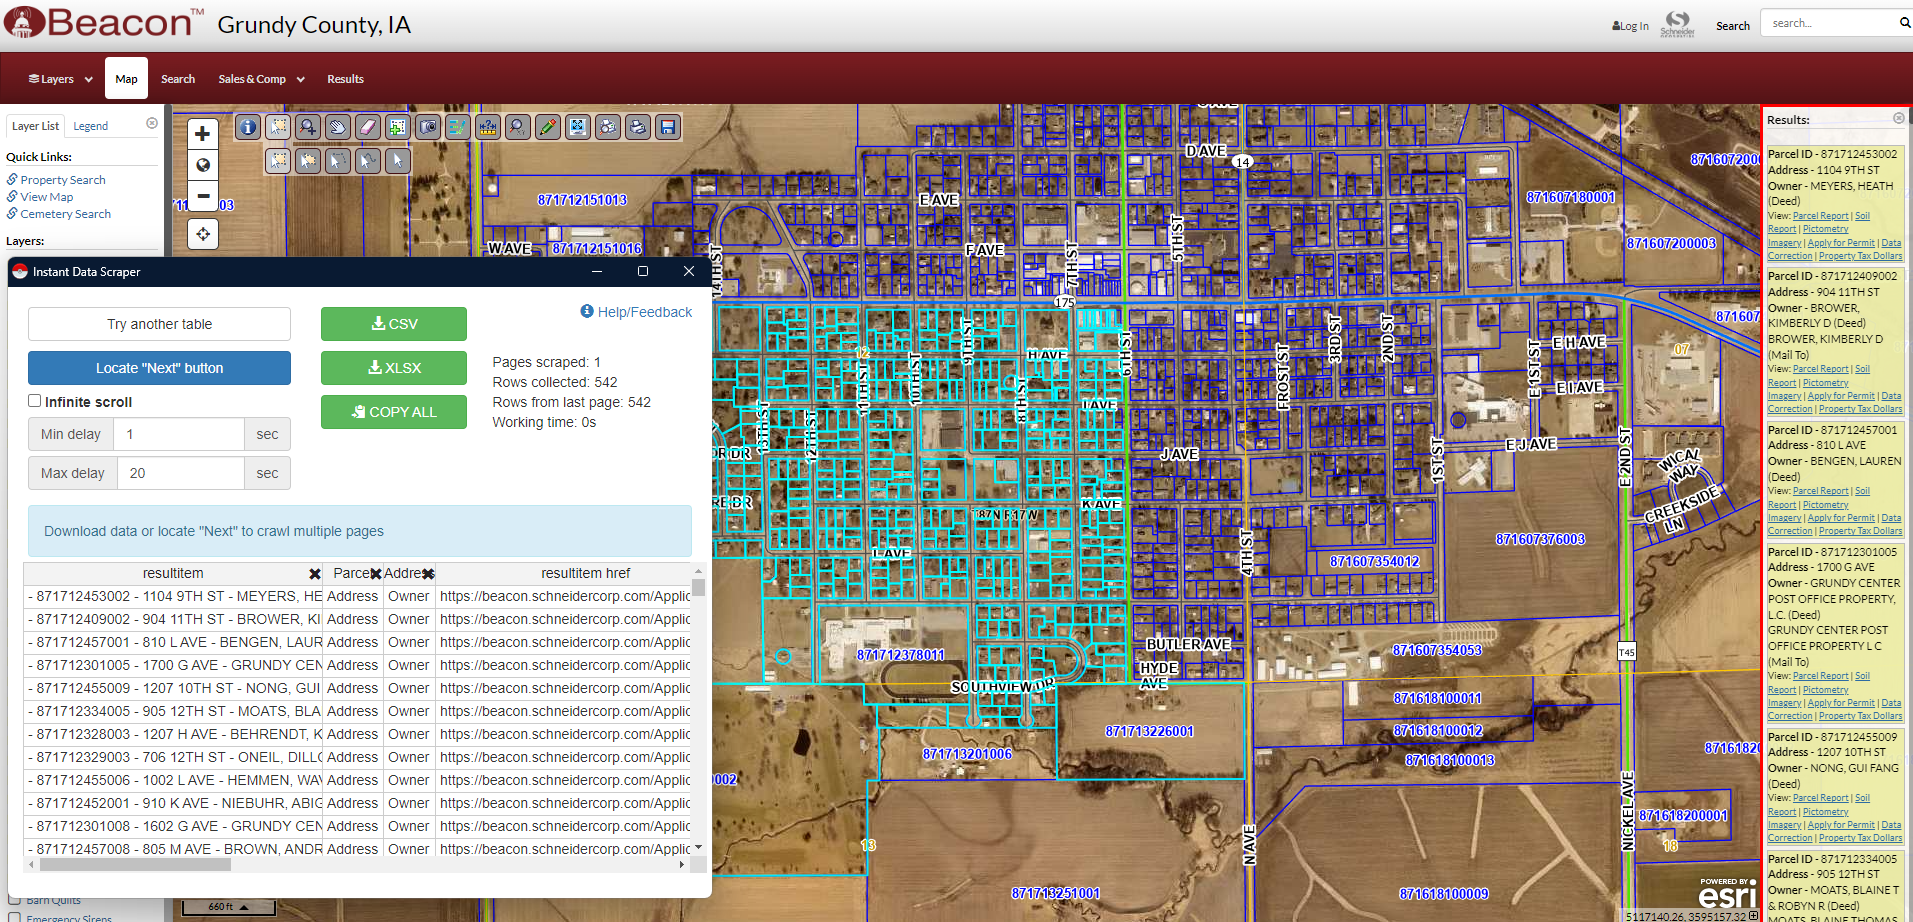 Beacon™ Grundy County, IA
Log In Schneider GEOSPATIAL Search search...
Layers Map Search Sales & Comp Results
Layer List Legend
Quick Links:
Property Search
View Map
Cemetery Search
Layers:
Instant Data Scraper
Try another table
Locate "Next" button
Infinite scroll
Min delay 1 sec
Max delay 20 sec
CSV
XLSX
COPY ALL
Help/Feedback
Pages scraped: 1
Rows collected: 542
Rows from last page: 542
Working time: 0s
Download data or locate "Next" to crawl multiple pages
resultitem Parce Addres resultitem href
- 871712453002 - 1104 9TH ST - MEYERS, HE Address Owner https://beacon.schneidercorp.com/Applic
- 871712409002 - 904 11TH ST - BROWER, KI Address Owner https://beacon.schneidercorp.com/Applic
- 871712457001 - 810 L AVE - BENGEN, LAUR Address Owner https://beacon.schneidercorp.com/Applic
- 871712301005 - 1700 G AVE - GRUNDY CEN Address Owner https://beacon.schneidercorp.com/Applic
- 871712455009 - 1207 10TH ST - NONG, GUI Address Owner https://beacon.schneidercorp.com/Applic
- 871712334005 - 905 12TH ST - MOATS, BLA Address Owner https://beacon.schneidercorp.com/Applic
- 871712328003 - 1207 H AVE - BEHRENDT, K Address Owner https://beacon.schneidercorp.com/Applic
- 871712329003 - 706 12TH ST - ONEIL, DILLO Address Owner https://beacon.schneidercorp.com/Applic
- 871712455006 - 1002 L AVE - HEMMEN, WAY Address Owner https://beacon.schneidercorp.com/Applic
- 871712452001 - 910 K AVE - NIEBUHR, ABIG Address Owner https://beacon.schneidercorp.com/Applic
- 871712301008 - 1602 G AVE - GRUNDY CEN Address Owner https://beacon.schneidercorp.com/Applic
- 871712457008 - 805 M AVE - BROWN, ANDR Address Owner https://beacon.schneidercorp.com/Applic
Barn Quilts
Emergency Sirens
660 ft
D AVE
14
871712151013
E AVE
871607180001
W AVE
871712151016
F AVE
7TH ST
5TH ST
871607200003
14TH ST
175
9TH ST
H AVE
6TH ST
3RD ST
2ND ST
12
11TH ST
10TH ST
8TH ST
I AVE
FROST ST
E 1ST ST
E H AVE
E I AVE
07
13TH ST
12TH ST
J AVE
1ST ST
E J AVE
E 2ND ST
WICAL WAY
CREEKSIDE LN
K AVE
T87N R17W
L AVE
4TH ST
871607376003
871607354012
871712378011
BUTLER AVE
HYDE AVE
871607354053
T45
SOUTHVIEW DR
871618100011
871713226001
871618100012
871713201006
871618100013
13
N AVE
NICKEL AVE
871618200001
18
871713251001
871618100009
POWERED BY
esri
5117140.26, 3595157.32
Results:
Parcel ID - 871712453002
Address - 1104 9TH ST
Owner - MEYERS, HEATH
(Deed)
View: Parcel Report | Soil
Report | Pictometry
Imagery | Apply for Permit | Data
Correction | Property Tax Dollars
Parcel ID - 871712409002
Address - 904 11TH ST
Owner - BROWER,
KIMBERLY D (Deed)
BROWER, KIMBERLY D
(Mail To)
View: Parcel Report | Soil
Report | Pictometry
Imagery | Apply for Permit | Data
Correction | Property Tax Dollars
Parcel ID - 871712457001
Address - 810 L AVE
Owner - BENGEN, LAUREN
(Deed)
View: Parcel Report | Soil
Report | Pictometry
Imagery | Apply for Permit | Data
Correction | Property Tax Dollars
Parcel ID - 871712301005
Address - 1700 G AVE
Owner - GRUNDY CENTER
POST OFFICE PROPERTY,
L.C. (Deed)
GRUNDY CENTER POST
OFFICE PROPERTY L C
(Mail To)
View: Parcel Report | Soil
Report | Pictometry
Imagery | Apply for Permit | Data
Correction | Property Tax Dollars
Parcel ID - 871712455009
Address - 1207 10TH ST
Owner - NONG, GUI FANG
(Deed)
View: Parcel Report | Soil
Report | Pictometry
Imagery | Apply for Permit | Data
Correction | Property Tax Dollars
Parcel ID - 871712334005
Address - 905 12TH ST
Owner - MOATS, BLAINE T
& ROBYN R (Deed)
MOATS, BLAINE THOMAS